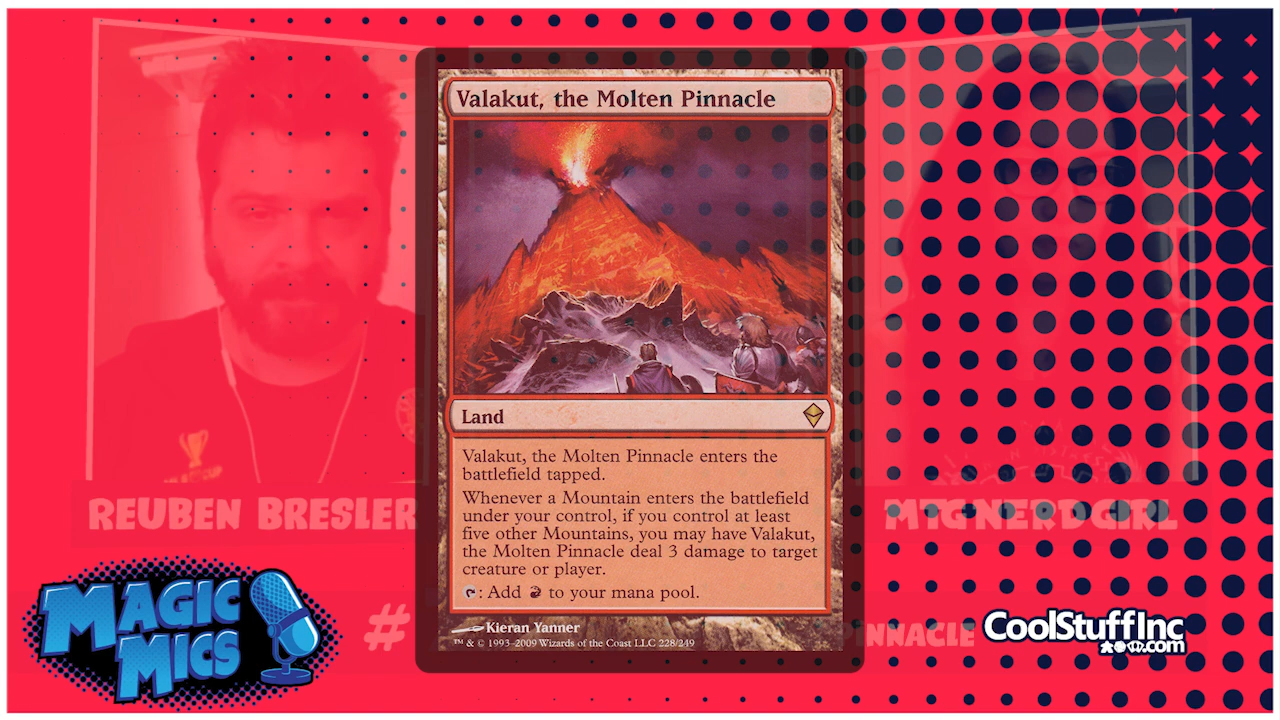 Valakut, the Molten Pinnacle
Land
Valakut, the Molten Pinnacle enters the
battlefield tapped.
Whenever a Mountain enters the battlefield
under your control, if you control at least
five other Mountains, you may have Valakut,
the Molten Pinnacle deal 3 damage to target
creature or player.
: Add to your mana pool.
Kieran Yanner
™ & © 1993–2009 Wizards of the Coast LLC 228/249
REUBEN BRESLER
MTGNERDGIRL
MAGIC
MICS
#
CoolStuffInc
.com